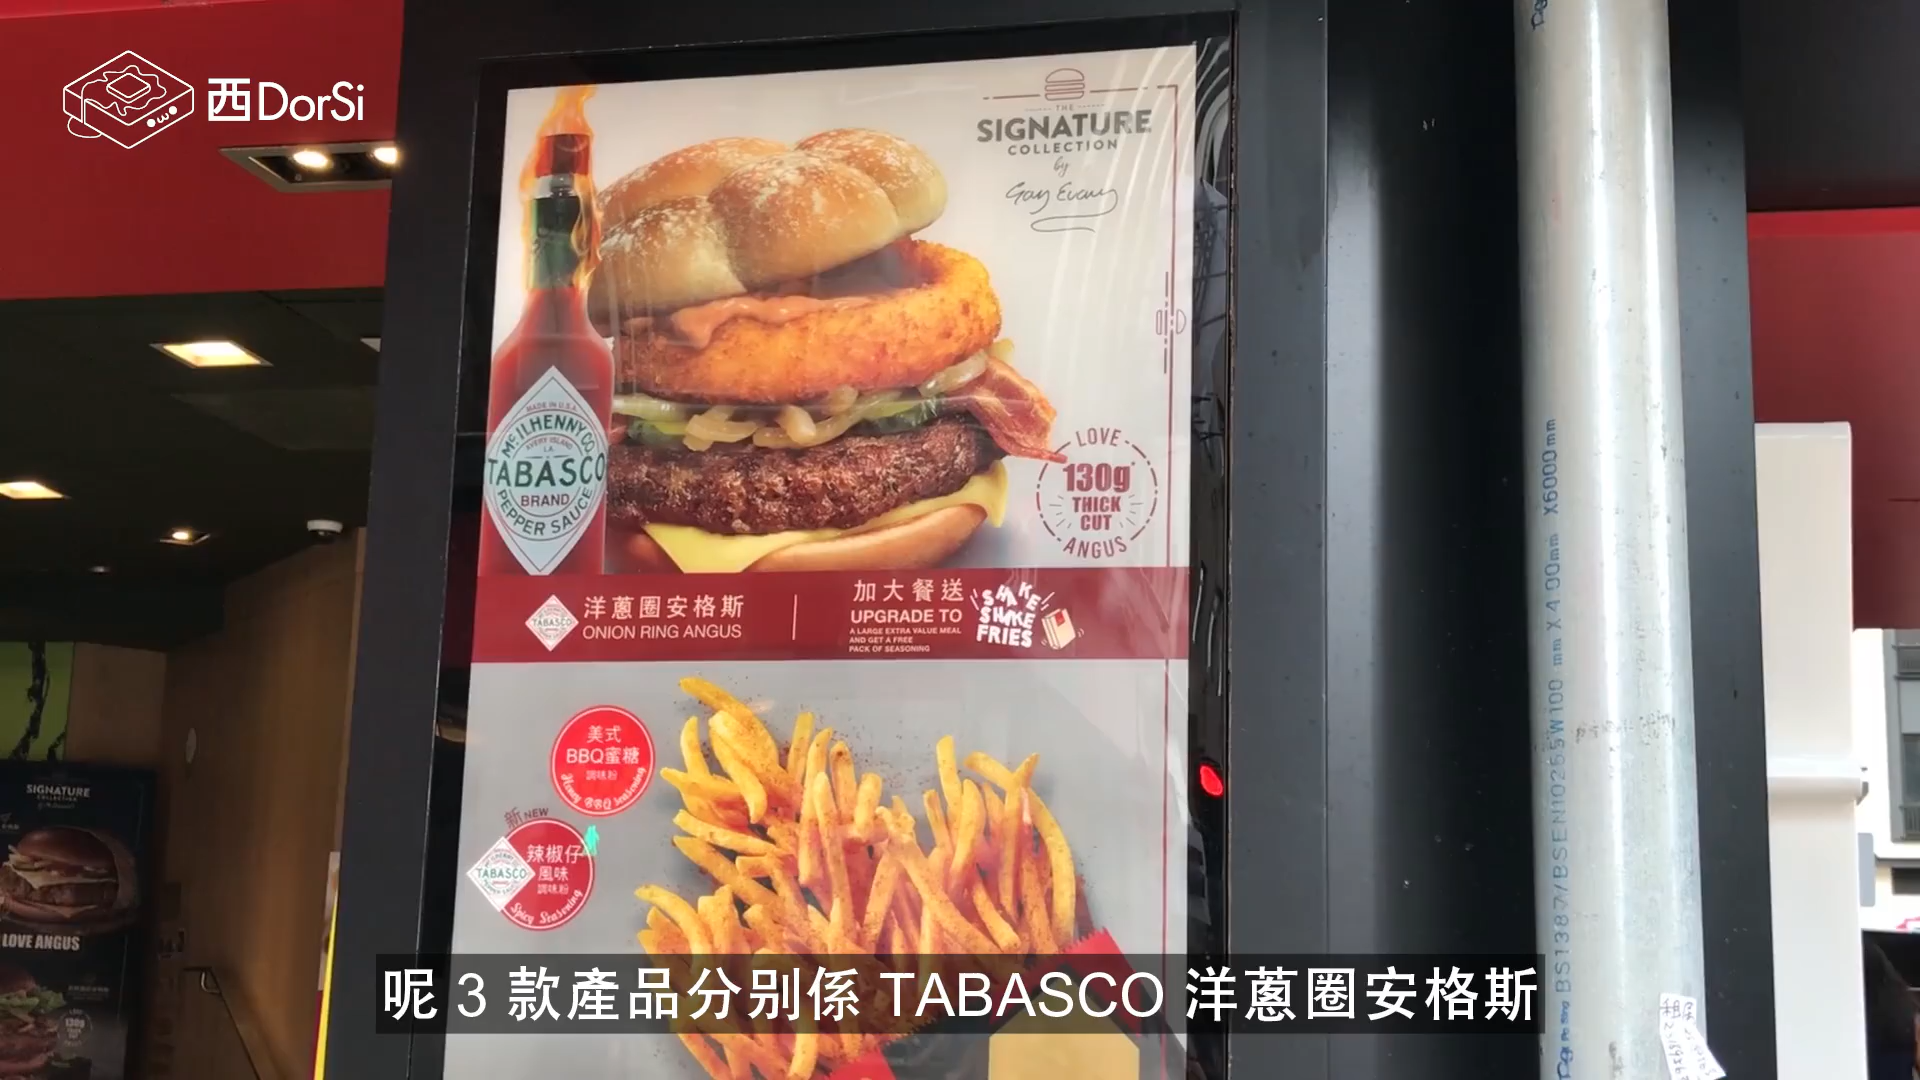 西DorSi
THE
SIGNATURE
COLLECTION
by
Gay Evans
MADE IN U.S.A.
McILHENNY CO
AVERY ISLAND
LA.
TABASCO
BRAND
PEPPER SAUCE
LOVE
130g
THICK
CUT
ANGUS
TABASCO
洋蔥圈安格斯
ONION RING ANGUS
加大餐送
UPGRADE TO
A LARGE EXTRA VALUE MEAL
AND GET A FREE
PACK OF SEASONING
SHAKE
SHAKE
FRIES
美式
BBQ蜜糖
調味粉
Honey BBQ Seasoning
新 NEW
TABASCO
辣椒仔
風味
調味粉
Spicy Seasoning
SIGNATURE
COLLECTION
LOVE ANGUS
130g
BS1387/BSEN10255W100 mm X 4.00mm X6000mm
呢 3 款產品分别係 TABASCO 洋蔥圈安格斯